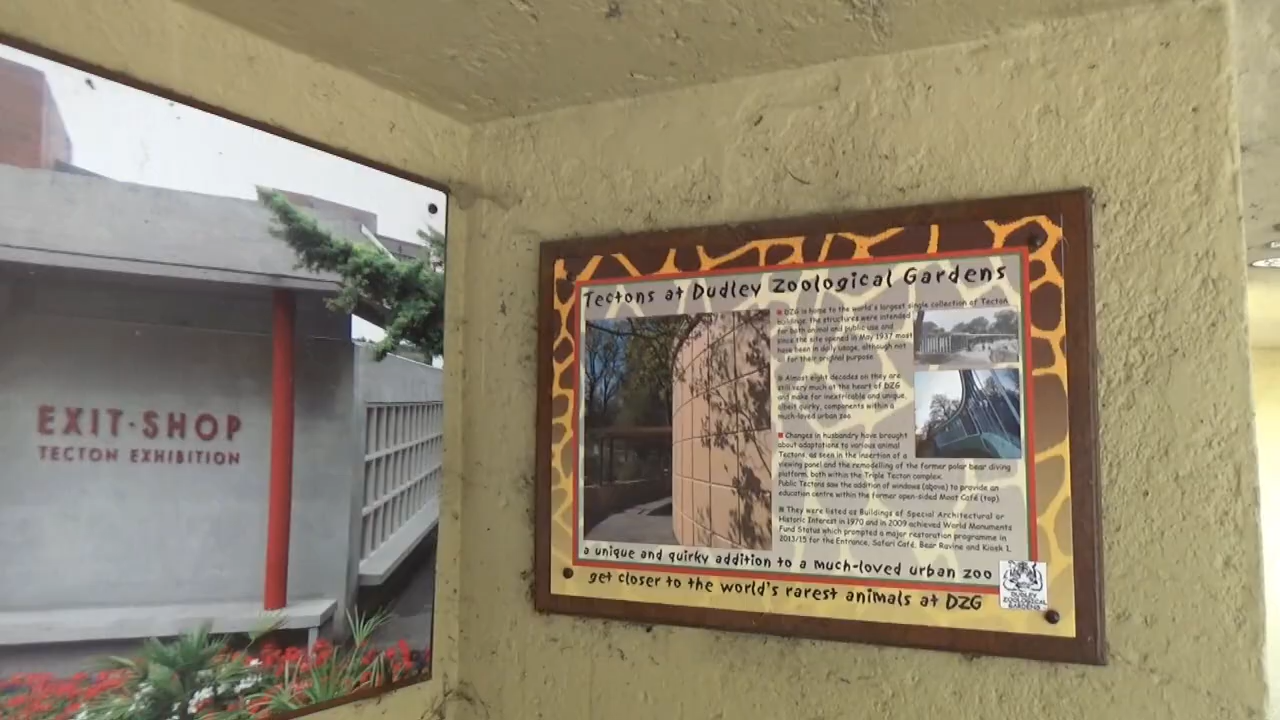 EXIT·SHOP
TECTON EXHIBITION
Tectons at Dudley Zoological Gardens
DZG is home to the world's largest single collection of Tecton
buildings; the structures were intended
for both animal and public use and
since the site opened in May 1937 most
have been in daily usage, although not
all for their original purpose.
Almost eight decades on they are
still very much at the heart of DZG
and make for inextricable and unique,
albeit quirky, components within a
much-loved urban zoo.
Changes in husbandry have brought
about adaptations to various animal
Tectons, as seen in the insertion of a
viewing panel and the remodelling of the former polar bear diving
platform, both within the Triple Tecton complex.
Public Tectons saw the addition of windows (above) to provide an
education centre within the former open-sided Moat Café (top).
They were listed as Buildings of Special Architectural or
Historic Interest in 1970 and in 2009 achieved World Monuments
Fund Status which prompted a major restoration programme in
2013/15 for the Entrance, Safari Café, Bear Ravine and Kiosk 1.
a unique and quirky addition to a much-loved urban zoo
get closer to the world's rarest animals at DZG
DUDLEY
ZOOLOGICAL
GARDENS